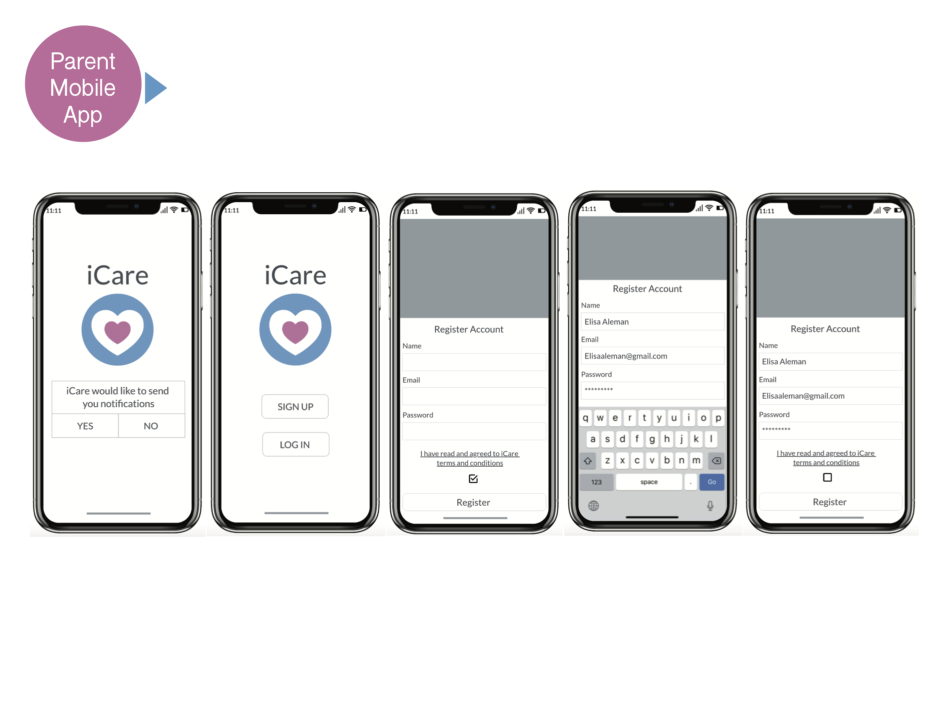 Parent
Mobile
App
11:11
iCare
iCare would like to send
you notifications
YES NO
11:11
iCare
SIGN UP
LOG IN
11:11
Register Account
Name
Email
Password
I have read and agreed to iCare
terms and conditions
Register
11:11
Register Account
Name
Elisa Aleman
Email
Elisaaleman@gmail.com
Password
*********
q w e r t y u i o p
a s d f g h j k l
z x c v b n m
123 space . Go
11:11
Register Account
Name
Elisa Aleman
Email
Elisaaleman@gmail.com
Password
*********
I have read and agreed to iCare
terms and conditions
Register